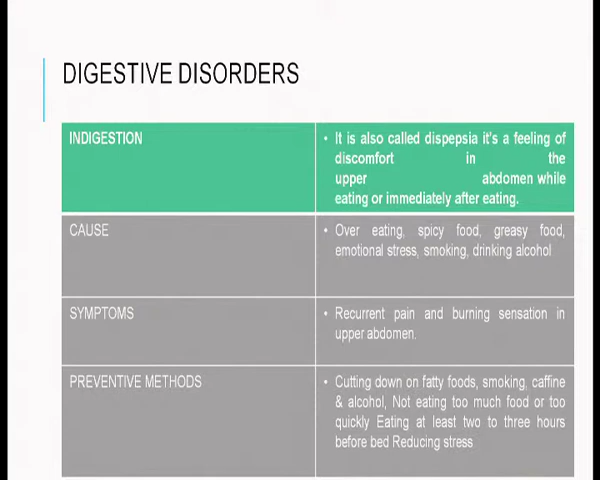 DIGESTIVE DISORDERS
INDIGESTION
• It is also called dispepsia it's a feeling of
discomfort in the
upper abdomen while
eating or immediately after eating.
CAUSE
• Over eating, spicy food, greasy food,
emotional stress, smoking, drinking alcohol
SYMPTOMS
• Recurrent pain and burning sensation in
upper abdomen.
PREVENTIVE METHODS
• Cutting down on fatty foods, smoking, caffine
& alcohol, Not eating too much food or too
quickly Eating at least two to three hours
before bed Reducing stress